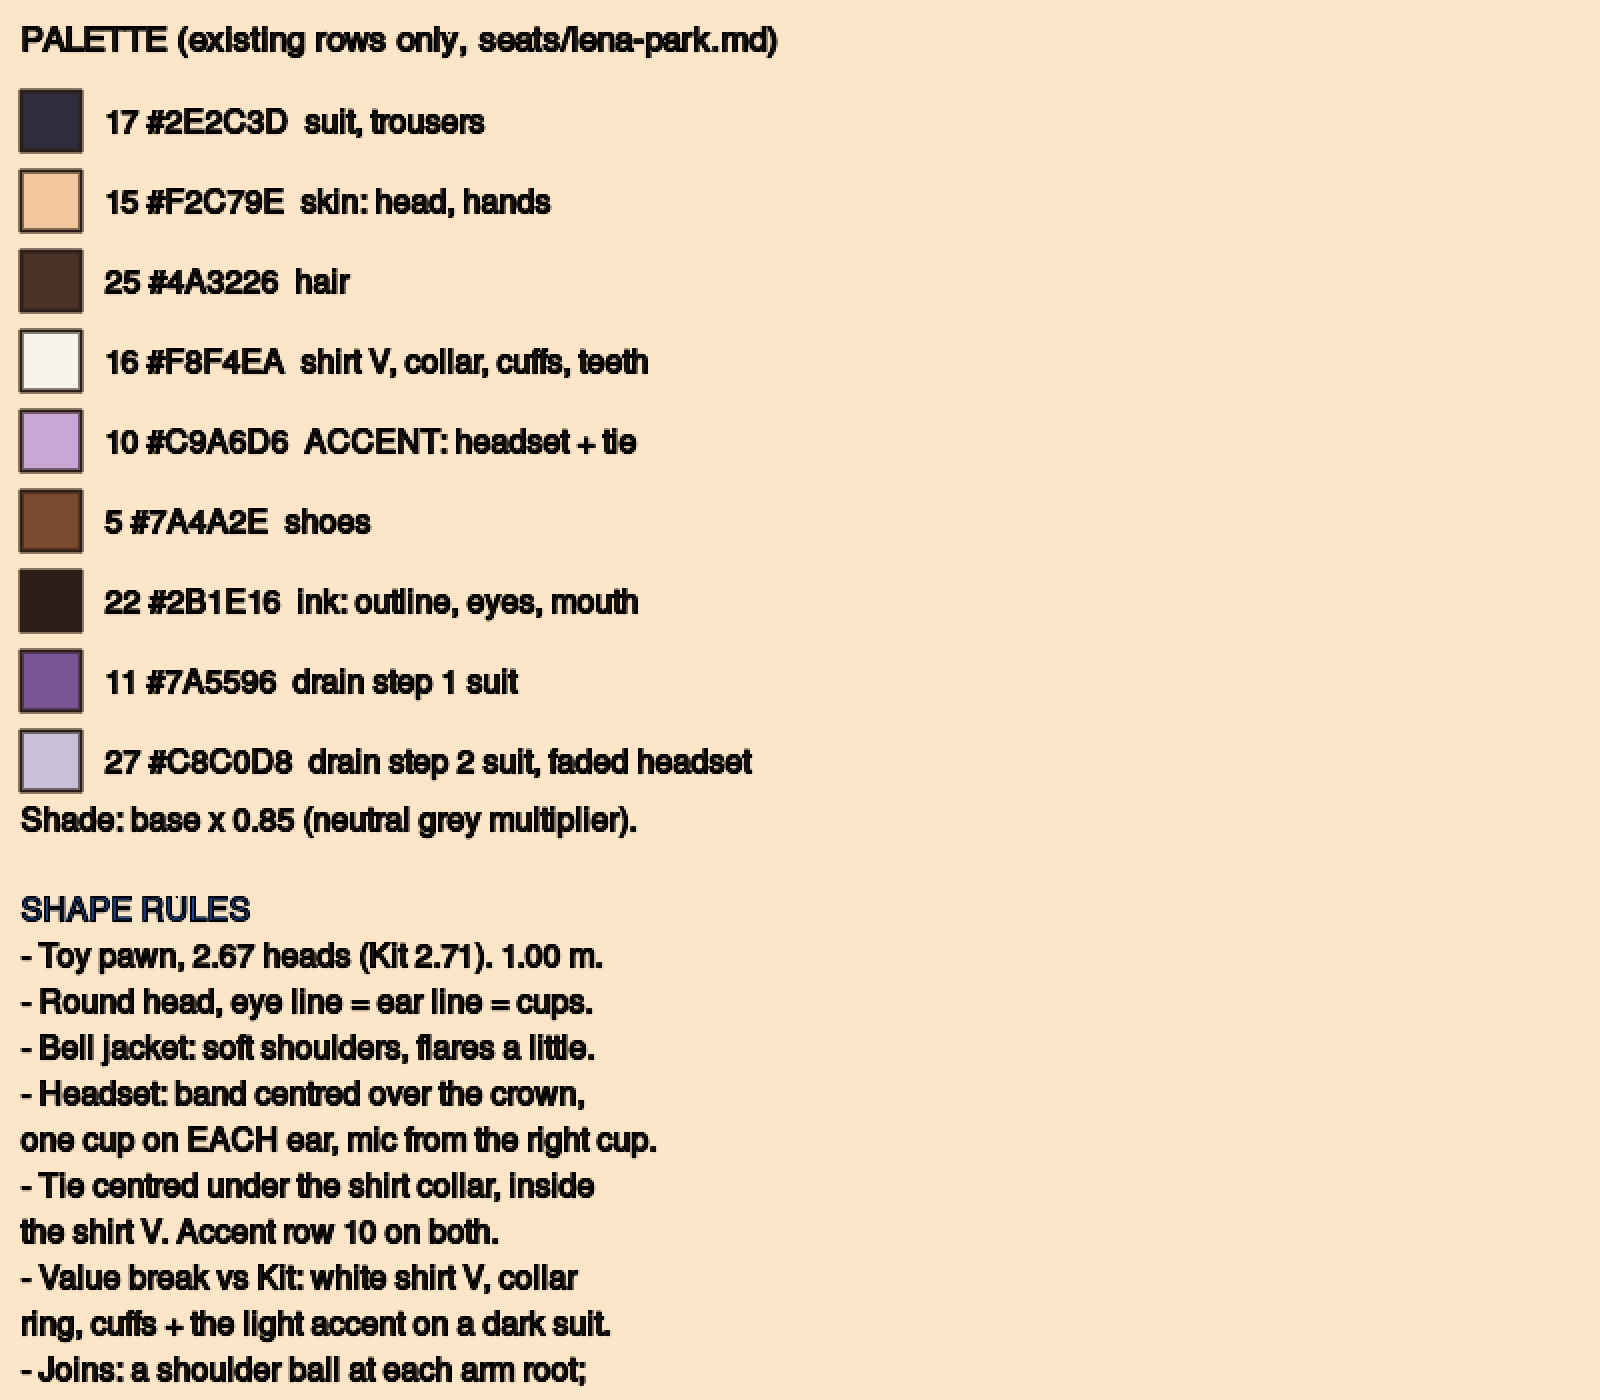 PALETTE (existing rows only, seats/lena-park.md)
17 #2E2C3D suit, trousers
15 #F2C79E skin: head, hands
25 #4A3226 hair
16 #F8F4EA shirt V, collar, cuffs, teeth
10 #C9A6D6 ACCENT: headset + tie
5 #7A4A2E shoes
22 #2B1E16 ink: outline, eyes, mouth
11 #7A5596 drain step 1 suit
27 #C8C0D8 drain step 2 suit, faded headset
Shade: base x 0.85 (neutral grey multiplier).
SHAPE RULES
- Toy pawn, 2.67 heads (Kit 2.71). 1.00 m.
- Round head, eye line = ear line = cups.
- Bell jacket: soft shoulders, flares a little.
- Headset: band centred over the crown,
one cup on EACH ear, mic from the right cup.
- Tie centred under the shirt collar, inside
the shirt V. Accent row 10 on both.
- Value break vs Kit: white shirt V, collar
ring, cuffs + the light accent on a dark suit.
- Joins: a shoulder ball at each arm root;